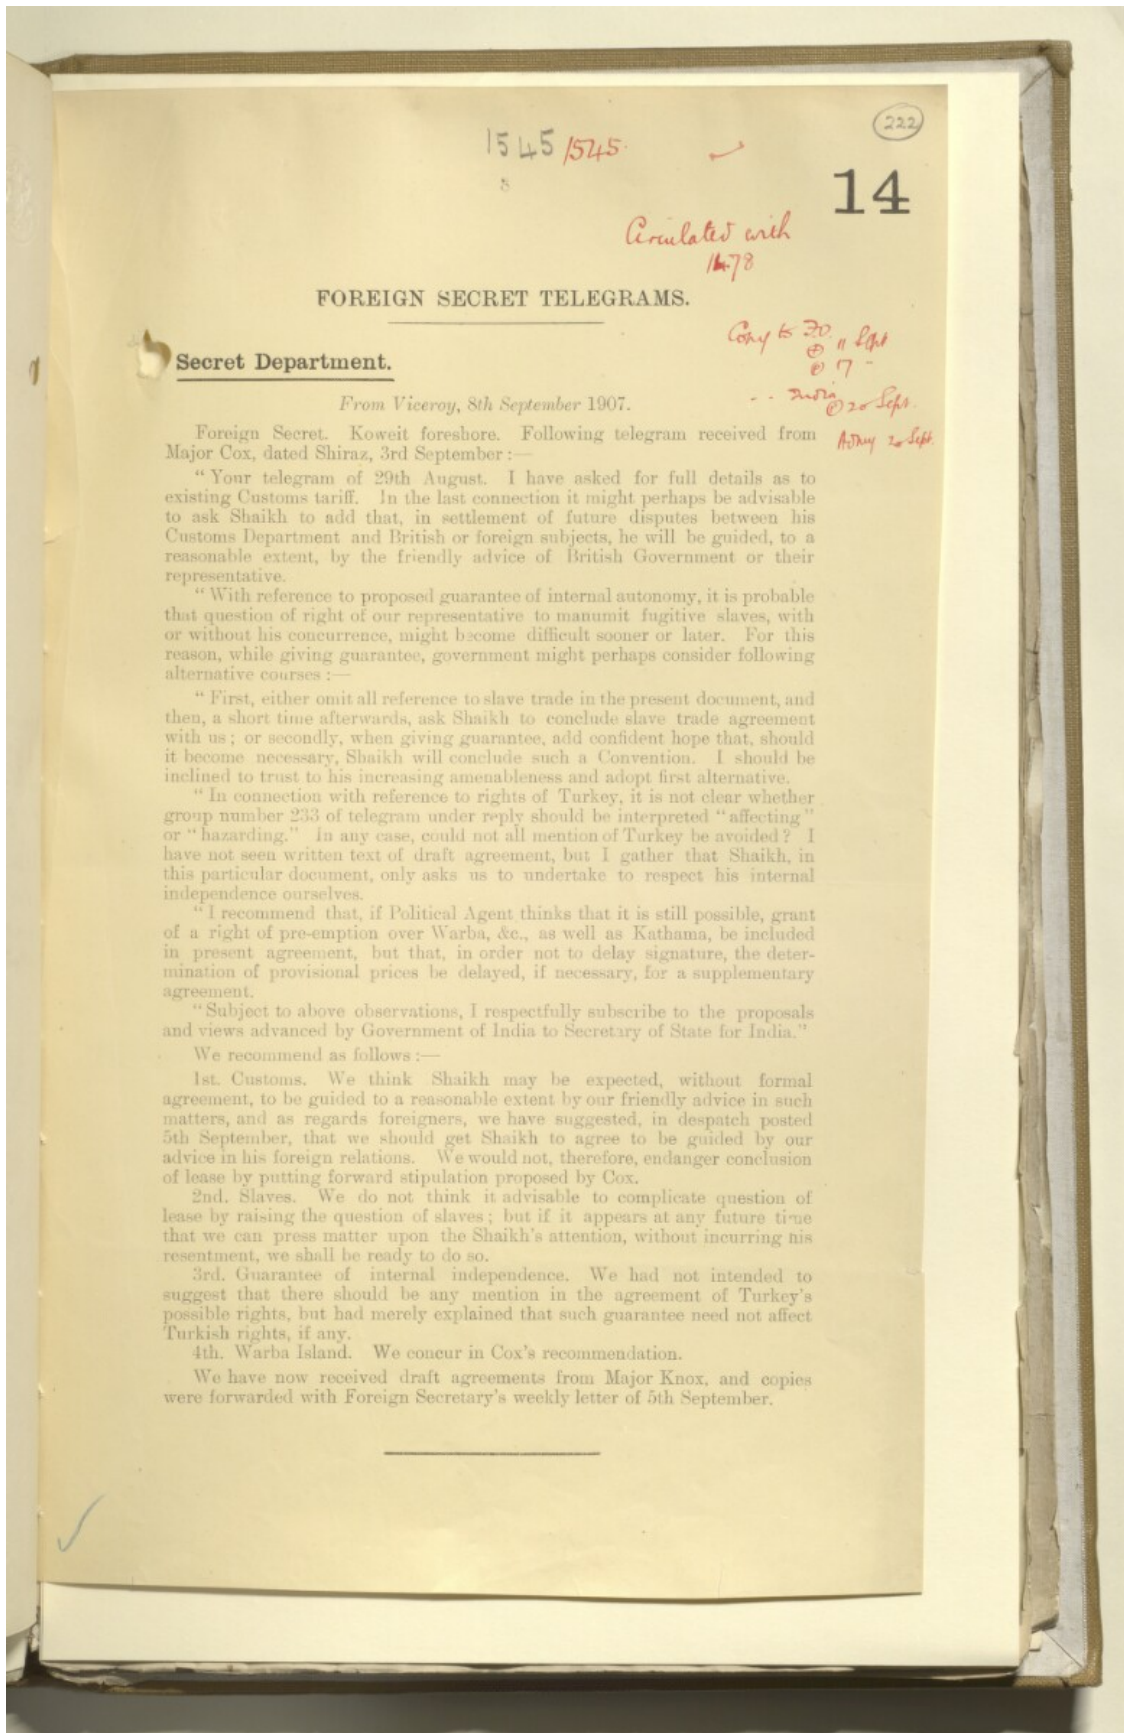 222
1545 1545.
14
Circulated with
1478
FOREIGN SECRET TELEGRAMS.
Copy to FO
11 Sept
7 -
Secret Department.
- - India
20 Sept.
From Viceroy, 8th September 1907.
Foreign Secret. Koweit foreshore. Following telegram received from
Admy 20 Sept.
Major Cox, dated Shiraz, 3rd September :—
“ Your telegram of 29th August. I have asked for full details as to
existing Customs tariff. In the last connection it might perhaps be advisable
to ask Shaikh to add that, in settlement of future disputes between his
Customs Department and British or foreign subjects, he will be guided, to a
reasonable extent, by the friendly advice of British Government or their
representative.
“ With reference to proposed guarantee of internal autonomy, it is probable
that question of right of our representative to manumit fugitive slaves, with
or without his concurrence, might become difficult sooner or later. For this
reason, while giving guarantee, government might perhaps consider following
alternative courses :—
“ First, either omit all reference to slave trade in the present document, and
then, a short time afterwards, ask Shaikh to conclude slave trade agreement
with us ; or secondly, when giving guarantee, add confident hope that, should
it become necessary, Shaikh will conclude such a Convention. I should be
inclined to trust to his increasing amenableness and adopt first alternative.
“ In connection with reference to rights of Turkey, it is not clear whether
group number 233 of telegram under reply should be interpreted “ affecting ”
or “ hazarding.” In any case, could not all mention of Turkey be avoided ? I
have not seen written text of draft agreement, but I gather that Shaikh, in
this particular document, only asks us to undertake to respect his internal
independence ourselves.
“ I recommend that, if Political Agent thinks that it is still possible, grant
of a right of pre-emption over Warba, &c., as well as Kathama, be included
in present agreement, but that, in order not to delay signature, the deter-
mination of provisional prices be delayed, if necessary, for a supplementary
agreement.
“ Subject to above observations, I respectfully subscribe to the proposals
and views advanced by Government of India to Secretary of State for India.”
We recommend as follows :—
1st. Customs. We think Shaikh may be expected, without formal
agreement, to be guided to a reasonable extent by our friendly advice in such
matters, and as regards foreigners, we have suggested, in despatch posted
5th September, that we should get Shaikh to agree to be guided by our
advice in his foreign relations. We would not, therefore, endanger conclusion
of lease by putting forward stipulation proposed by Cox.
2nd. Slaves. We do not think it advisable to complicate question of
lease by raising the question of slaves ; but if it appears at any future time
that we can press matter upon the Shaikh’s attention, without incurring his
resentment, we shall be ready to do so.
3rd. Guarantee of internal independence. We had not intended to
suggest that there should be any mention in the agreement of Turkey’s
possible rights, but had merely explained that such guarantee need not affect
Turkish rights, if any.
4th. Warba Island. We concur in Cox’s recommendation.
We have now received draft agreements from Major Knox, and copies
were forwarded with Foreign Secretary’s weekly letter of 5th September.